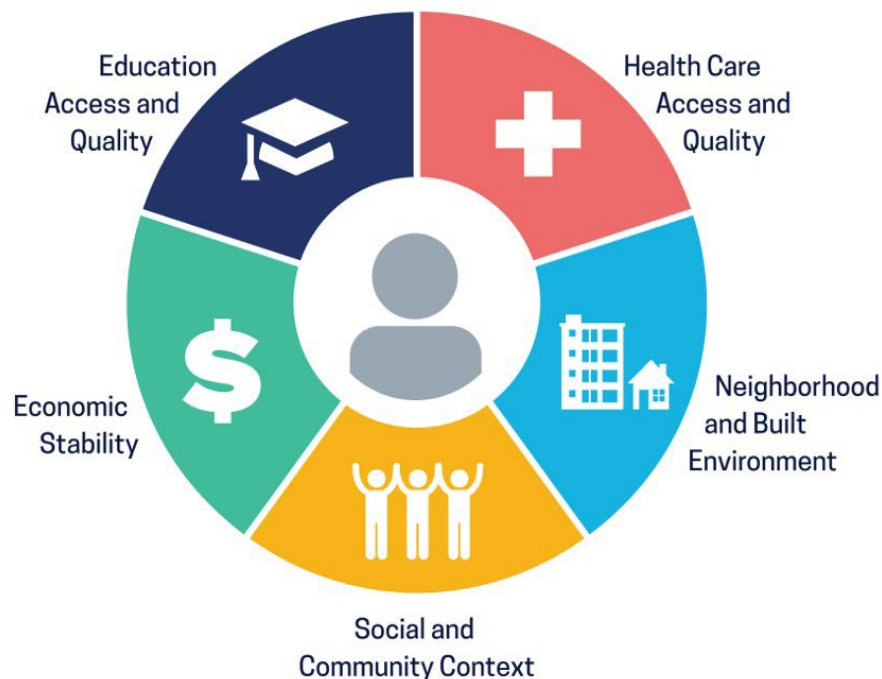 Education
Access and
Quality
Health Care
Access and
Quality
Economic
Stability
Neighborhood
and Built
Environment
Social and
Community Context